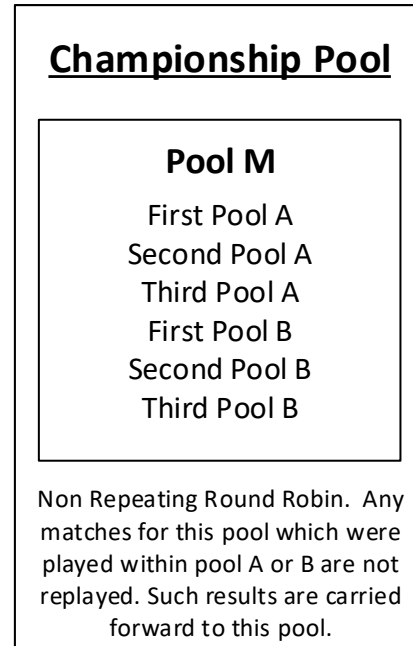 Championship Pool
Pool M
First Pool A
Second Pool A
Third Pool A
First Pool B
Second Pool B
Third Pool B
Non Repeating Round Robin.  Any
matches for this pool which were
played within pool A or B are not
replayed. Such results are carried
forward to this pool.